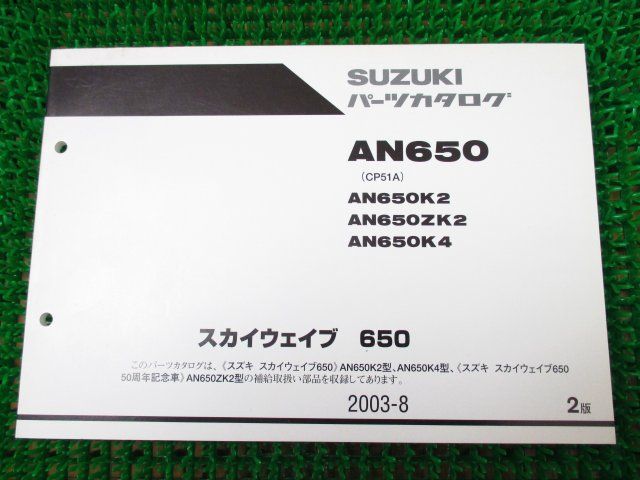 SUZUKI
パーツカタログ
AN650
(CP51A)
AN650K2
AN650ZK2
AN650K4
スカイウェイブ 650
このパーツカタログは、《スズキ スカイウェイブ650》AN650K2型、AN650K4型、《スズキ スカイウェイブ650
50周年記念車》AN650ZK2型の補給取扱い部品を収録してあります。
2003-8
2版